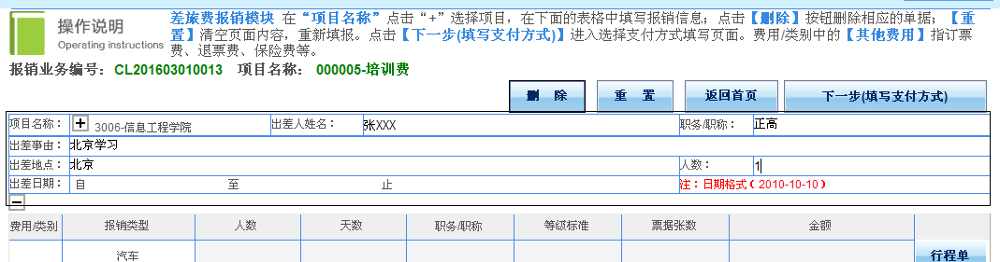 操作说明
Operating instructions
差旅费报销模块 在“项目名称”点击“+”选择项目，在下面的表格中填写报销信息；点击【删除】按钮删除相应的单据；【重
置】清空页面内容，重新填报。点击【下一步(填写支付方式)】进入选择支付方式填写页面。费用/类别中的【其他费用】指订票
费、退票费、保险费等。
报销业务编号：CL201603010013 项目名称： 000005-培训费
删 除 重 置 返回首页 下一步(填写支付方式)
项目名称： + 3006-信息工程学院 出差人姓名： 张XXX 职务/职称： 正高
出差事由： 北京学习
出差地点： 北京 人数： 1
出差日期： 自 至 止 注：日期格式（2010-10-10）
费用/类别 报销类型 人数 天数 职务/职称 等级标准 票据张数 金额
汽车 行程单